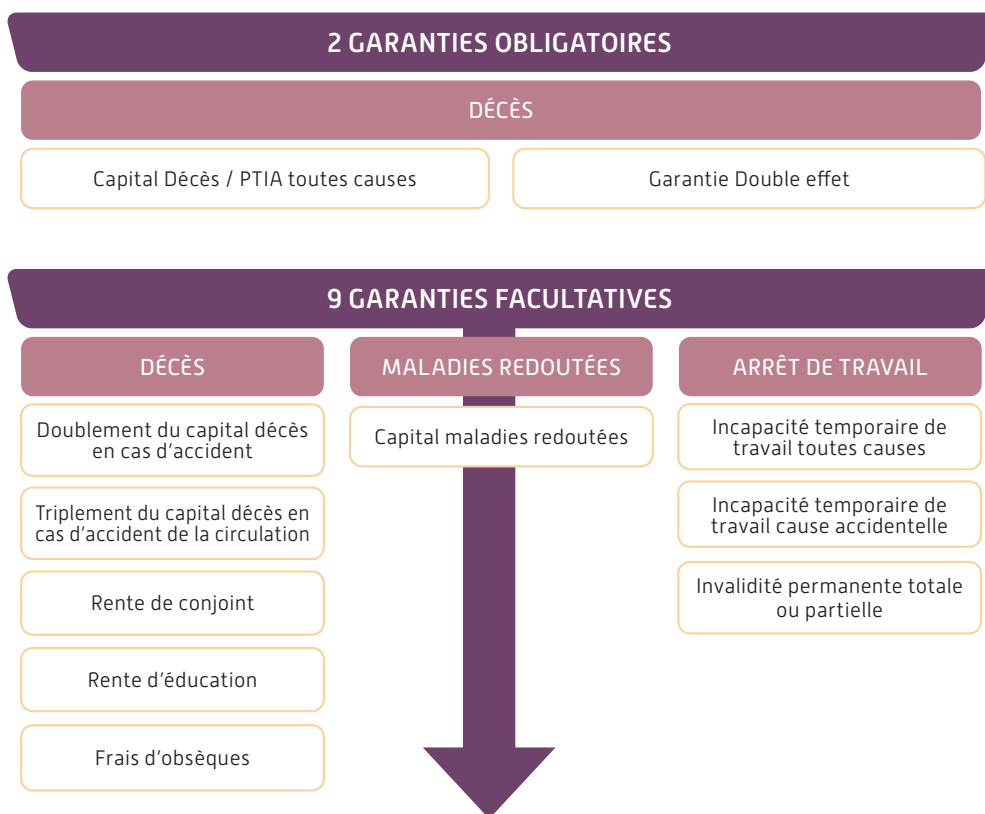 2 GARANTIES OBLIGATOIRES
DÉCÈS
Capital Décès / PTIA toutes causes
Garantie Double effet
9 GARANTIES FACULTATIVES
DÉCÈS
Doublement du capital décès
en cas d'accident
Triplement du capital décès en
cas d'accident de la circulation
Rente de conjoint
Rente d'éducation
Frais d'obsèques
MALADIES REDOUTÉES
Capital maladies redoutées
ARRÊT DE TRAVAIL
Incapacité temporaire de
travail toutes causes
Incapacité temporaire de
travail cause accidentelle
Invalidité permanente totale
ou partielle